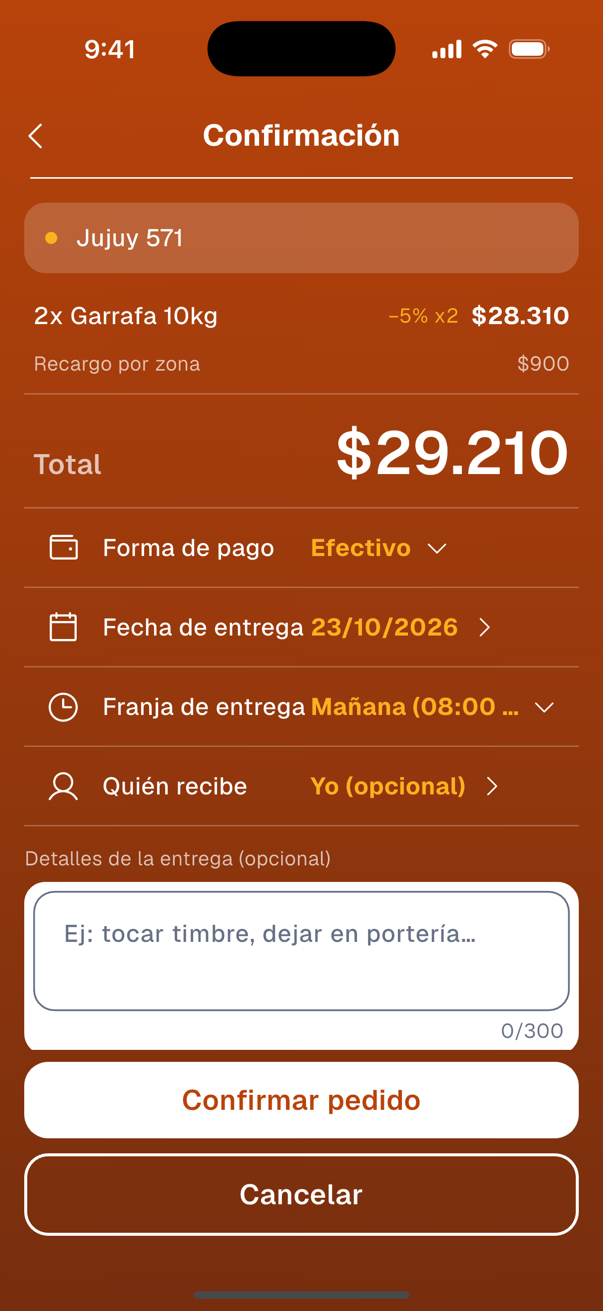 9:41
Confirmación
Jujuy 571
2x Garrafa 10kg −5% x2 $28.310
Recargo por zona $900
Total $29.210
Forma de pago Efectivo
Fecha de entrega 23/10/2026
Franja de entrega Mañana (08:00 ...
Quién recibe Yo (opcional)
Detalles de la entrega (opcional)
Ej: tocar timbre, dejar en portería...
0/300
Confirmar pedido
Cancelar